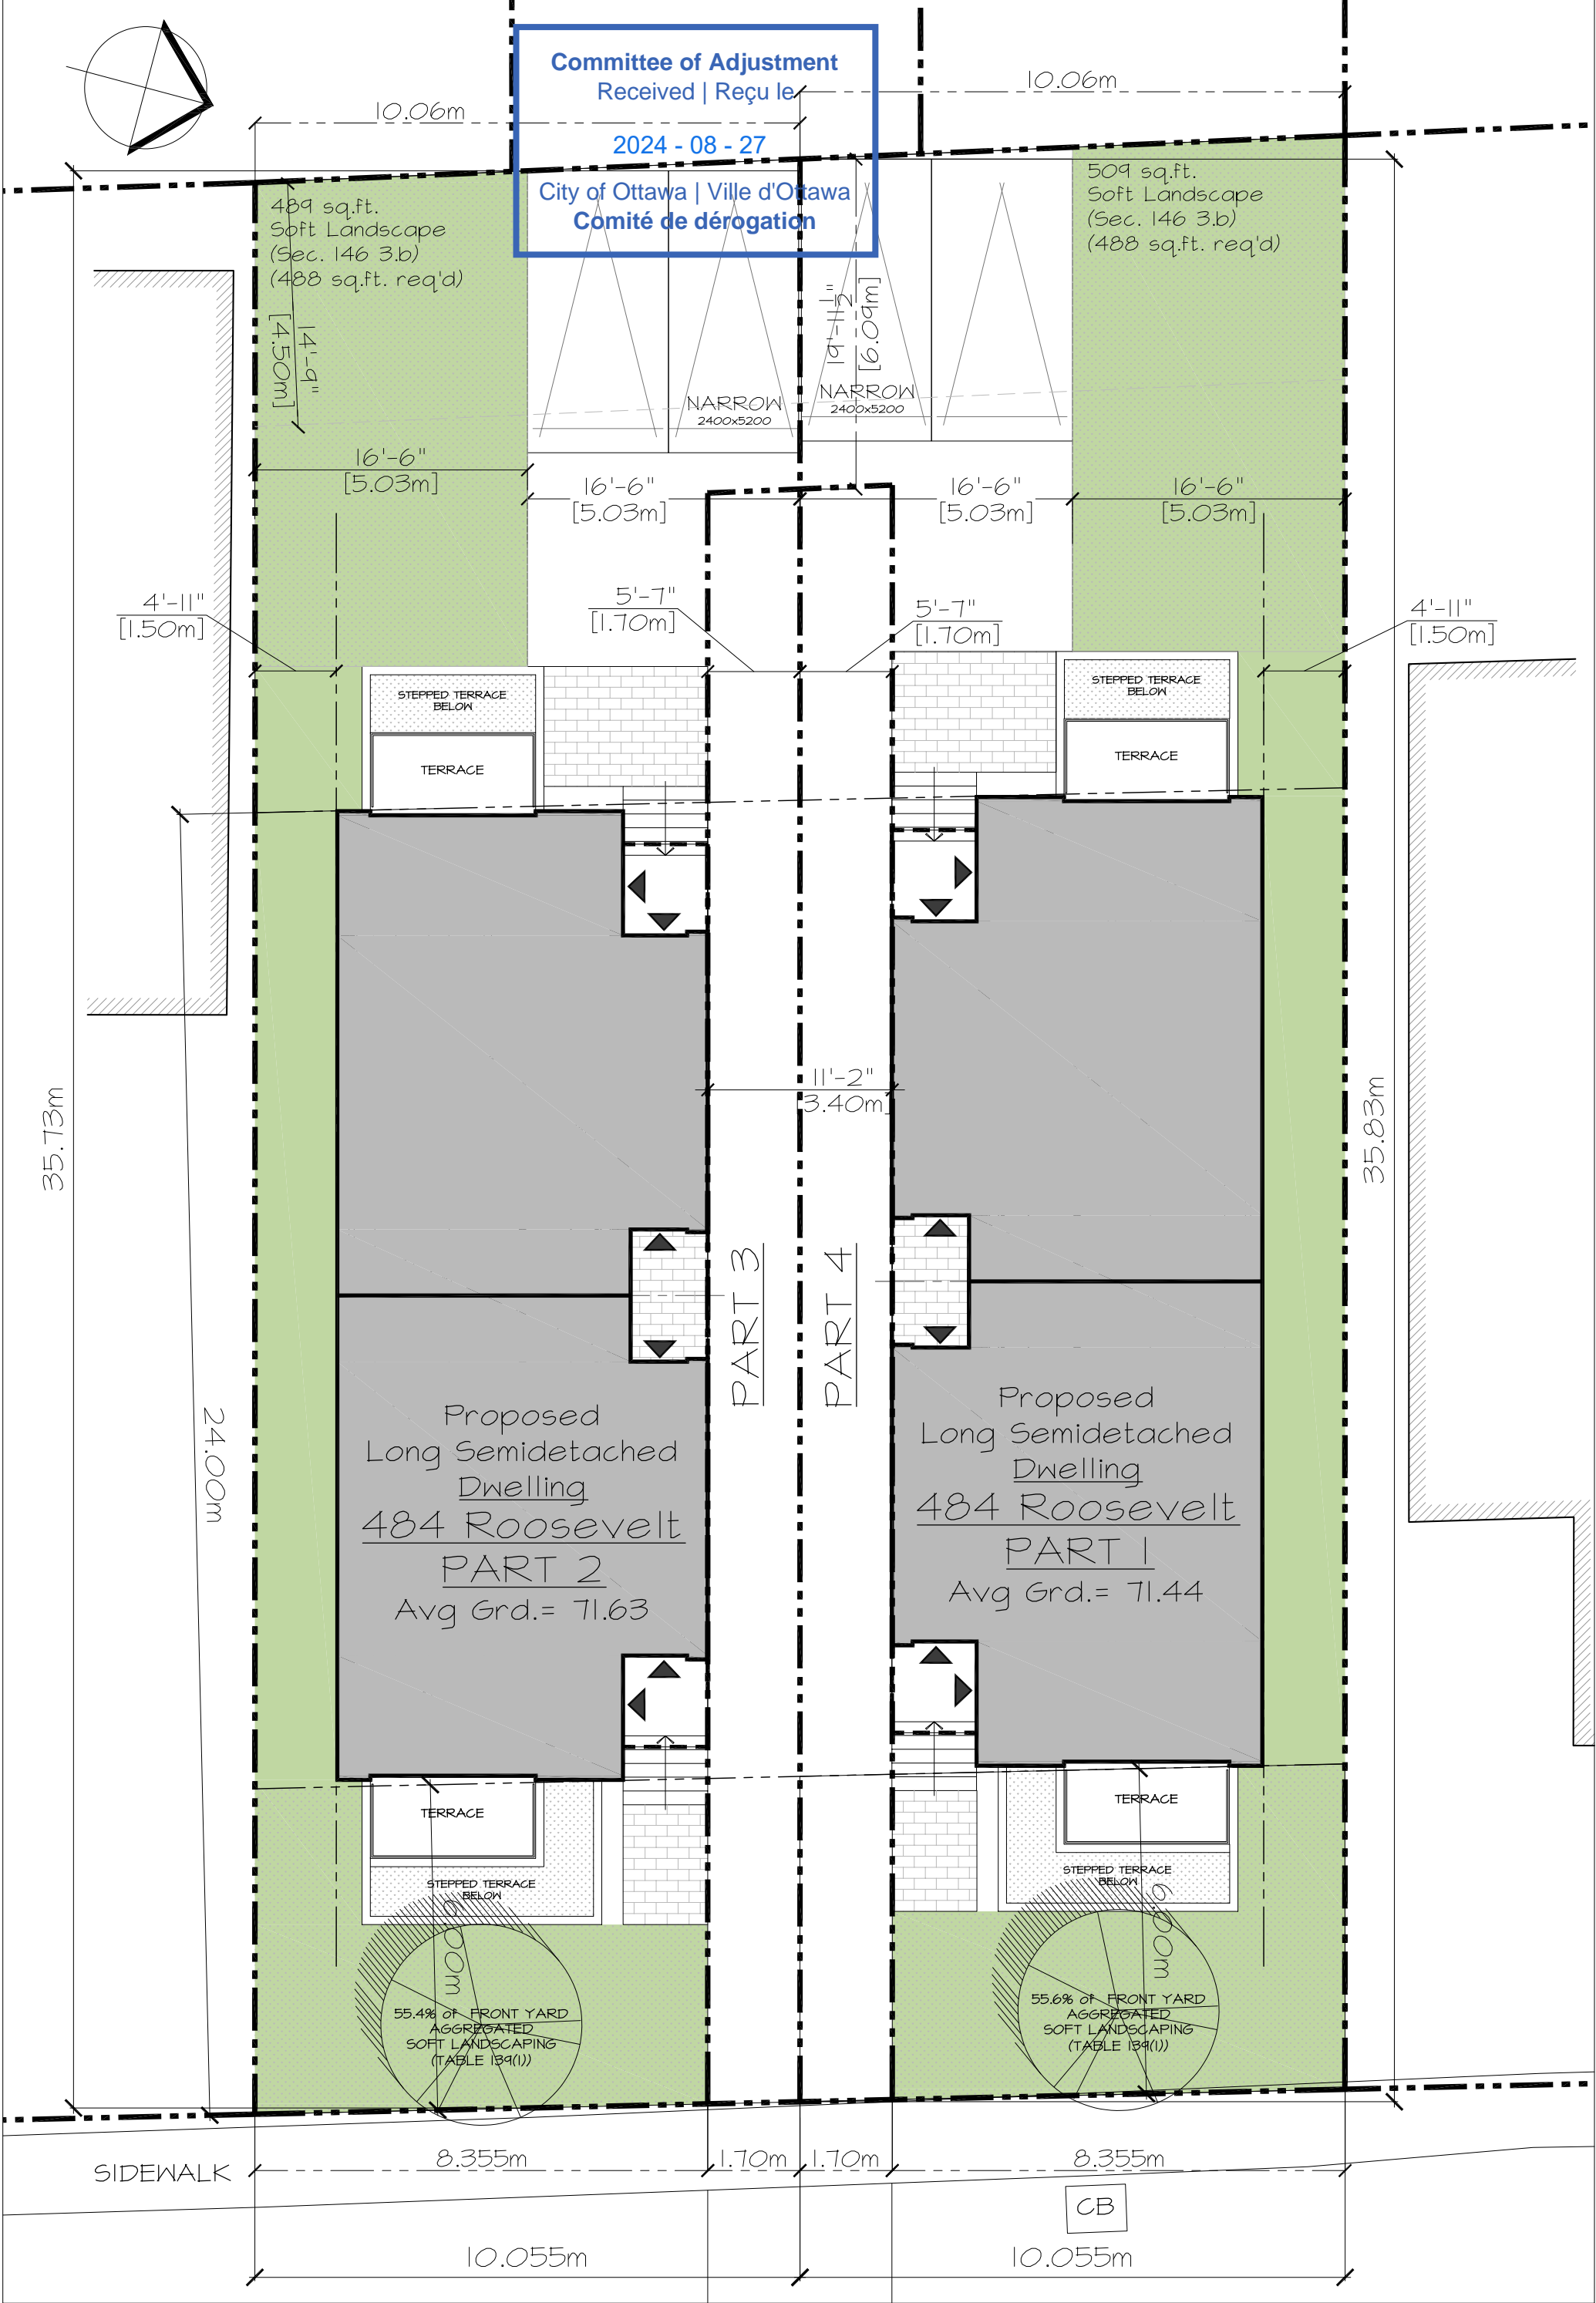 Committee of Adjustment
Received | Reçu le
2024 - 08 - 27
City of Ottawa | Ville d'Ottawa
Comité de dérogation
10.06m
10.06m
489 sq.ft.
Soft Landscape
(Sec. 146 3.b)
(488 sq.ft. req'd)
509 sq.ft.
Soft Landscape
(Sec. 146 3.b)
(488 sq.ft. req'd)
14'-9"
[4.50m]
[6.09m]
NARROW
2400x5200
NARROW
2400x5200
16'-6"
[5.03m]
16'-6"
[5.03m]
16'-6"
[5.03m]
16'-6"
[5.03m]
4'-11"
[1.50m]
5'-7"
[1.70m]
5'-7"
[1.70m]
4'-11"
[1.50m]
STEPPED TERRACE
BELOW
TERRACE
STEPPED TERRACE
BELOW
TERRACE
35.73m
24.00m
11'-2"
3.40m]
35.83m
PART 3
PART 4
Proposed
Long Semidetached
Dwelling
484 Roosevelt
PART 2
Avg Grd.= 71.63
Proposed
Long Semidetached
Dwelling
484 Roosevelt
PART 1
Avg Grd.= 71.44
TERRACE
STEPPED TERRACE
BELOW
6.00m
TERRACE
STEPPED TERRACE
BELOW
6.00m
55.4% of FRONT YARD
AGGREGATED
SOFT LANDSCAPING
(TABLE 139(1))
55.6% of FRONT YARD
AGGREGATED
SOFT LANDSCAPING
(TABLE 139(1))
SIDEWALK
8.355m
1.70m
1.70m
8.355m
CB
10.055m
10.055m